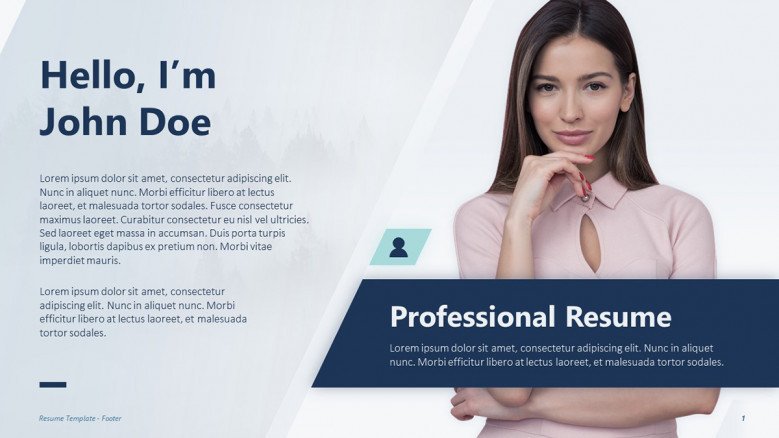 Hello, I’m
John Doe
Lorem ipsum dolor sit amet, consectetur adipiscing elit.
Nunc in aliquet nunc. Morbi efficitur libero at lectus
laoreet, et malesuada tortor sodales. Fusce consectetur
maximus laoreet. Curabitur consectetur eu nisl vel ultricies.
Sed laoreet eget massa in accumsan. Duis porta turpis
ligula, lobortis dapibus ex pretium non. Morbi vitae
imperdiet mauris.
Lorem ipsum dolor sit amet, consectetur
adipiscing elit. Nunc in aliquet nunc. Morbi
efficitur libero at lectus laoreet, et malesuada
tortor sodales.
Professional Resume
Lorem ipsum dolor sit amet, consectetur adipiscing elit. Nunc in aliquet
nunc. Morbi efficitur libero at lectus laoreet, et malesuada tortor sodales.
Resume Template - Footer
1